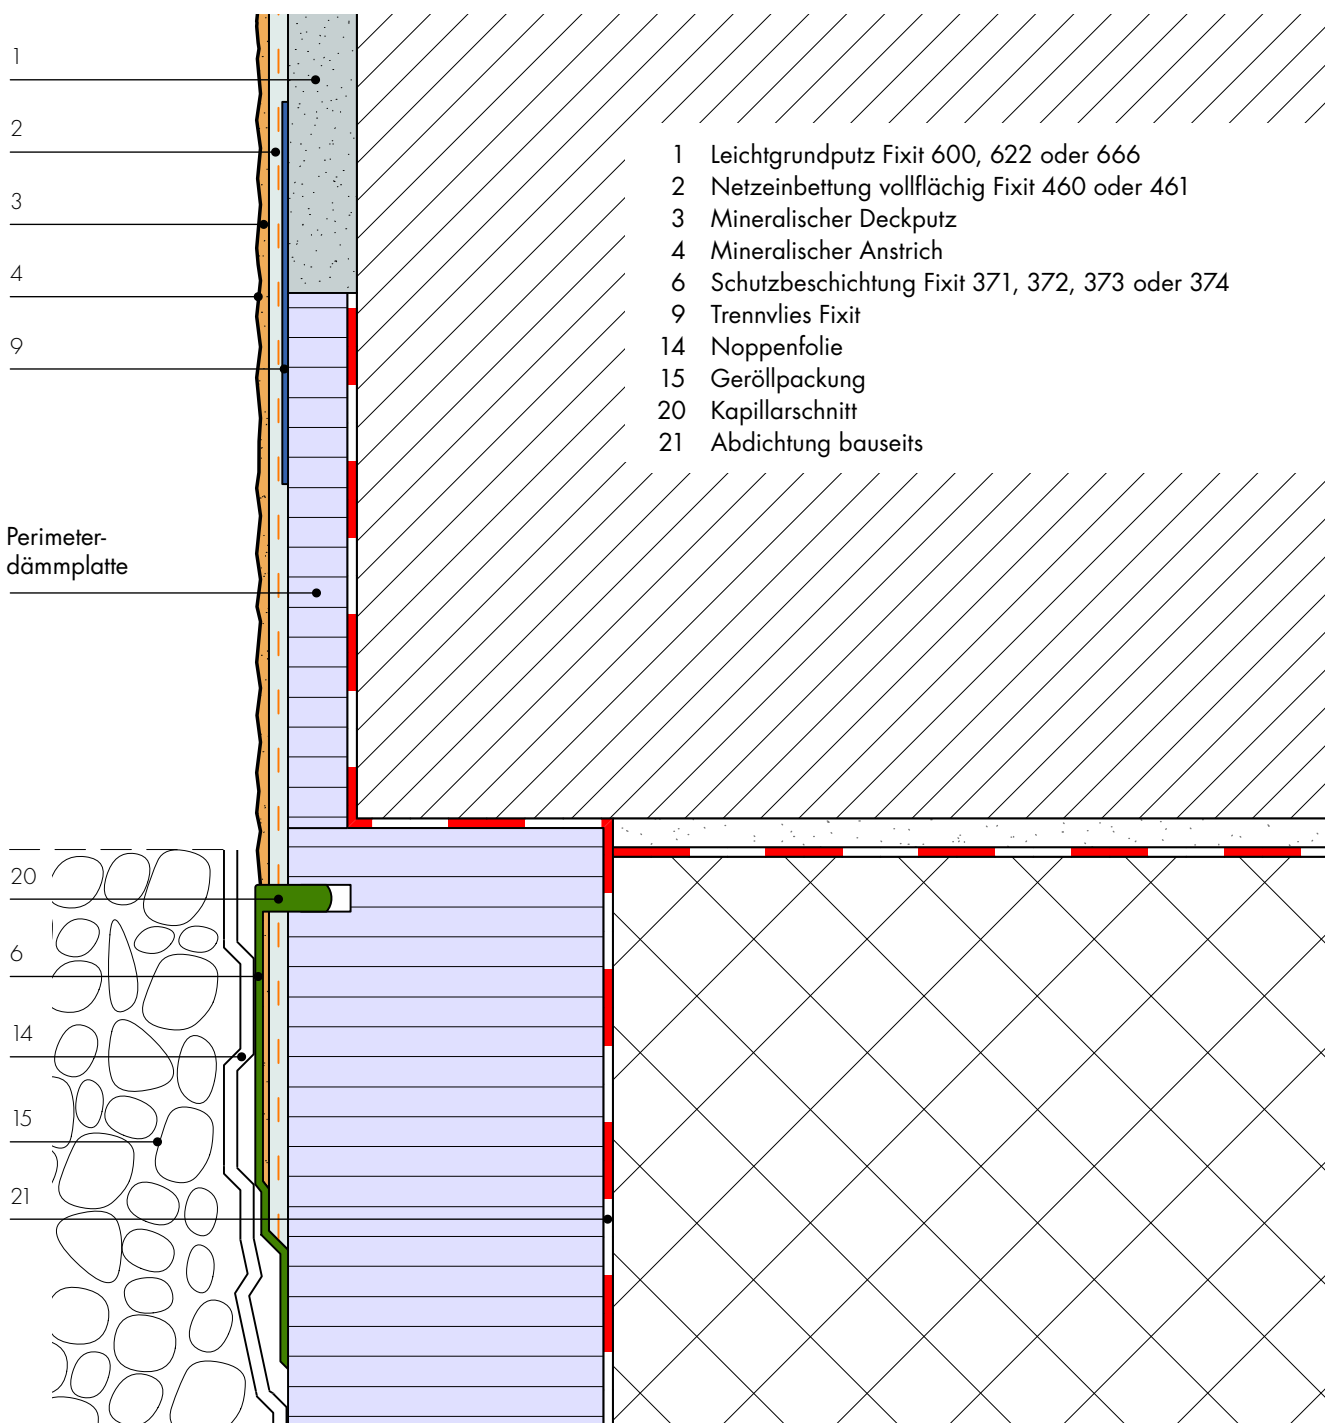 1
2
3
4
9
Perimeter-
dämmplatte
20
6
14
15
21
1 Leichtgrundputz Fixit 600, 622 oder 666
2 Netzeinbettung vollflächig Fixit 460 oder 461
3 Mineralischer Deckputz
4 Mineralischer Anstrich
6 Schutzbeschichtung Fixit 371, 372, 373 oder 374
9 Trennvlies Fixit
14 Noppenfolie
15 Geröllpackung
20 Kapillarschnitt
21 Abdichtung bauseits